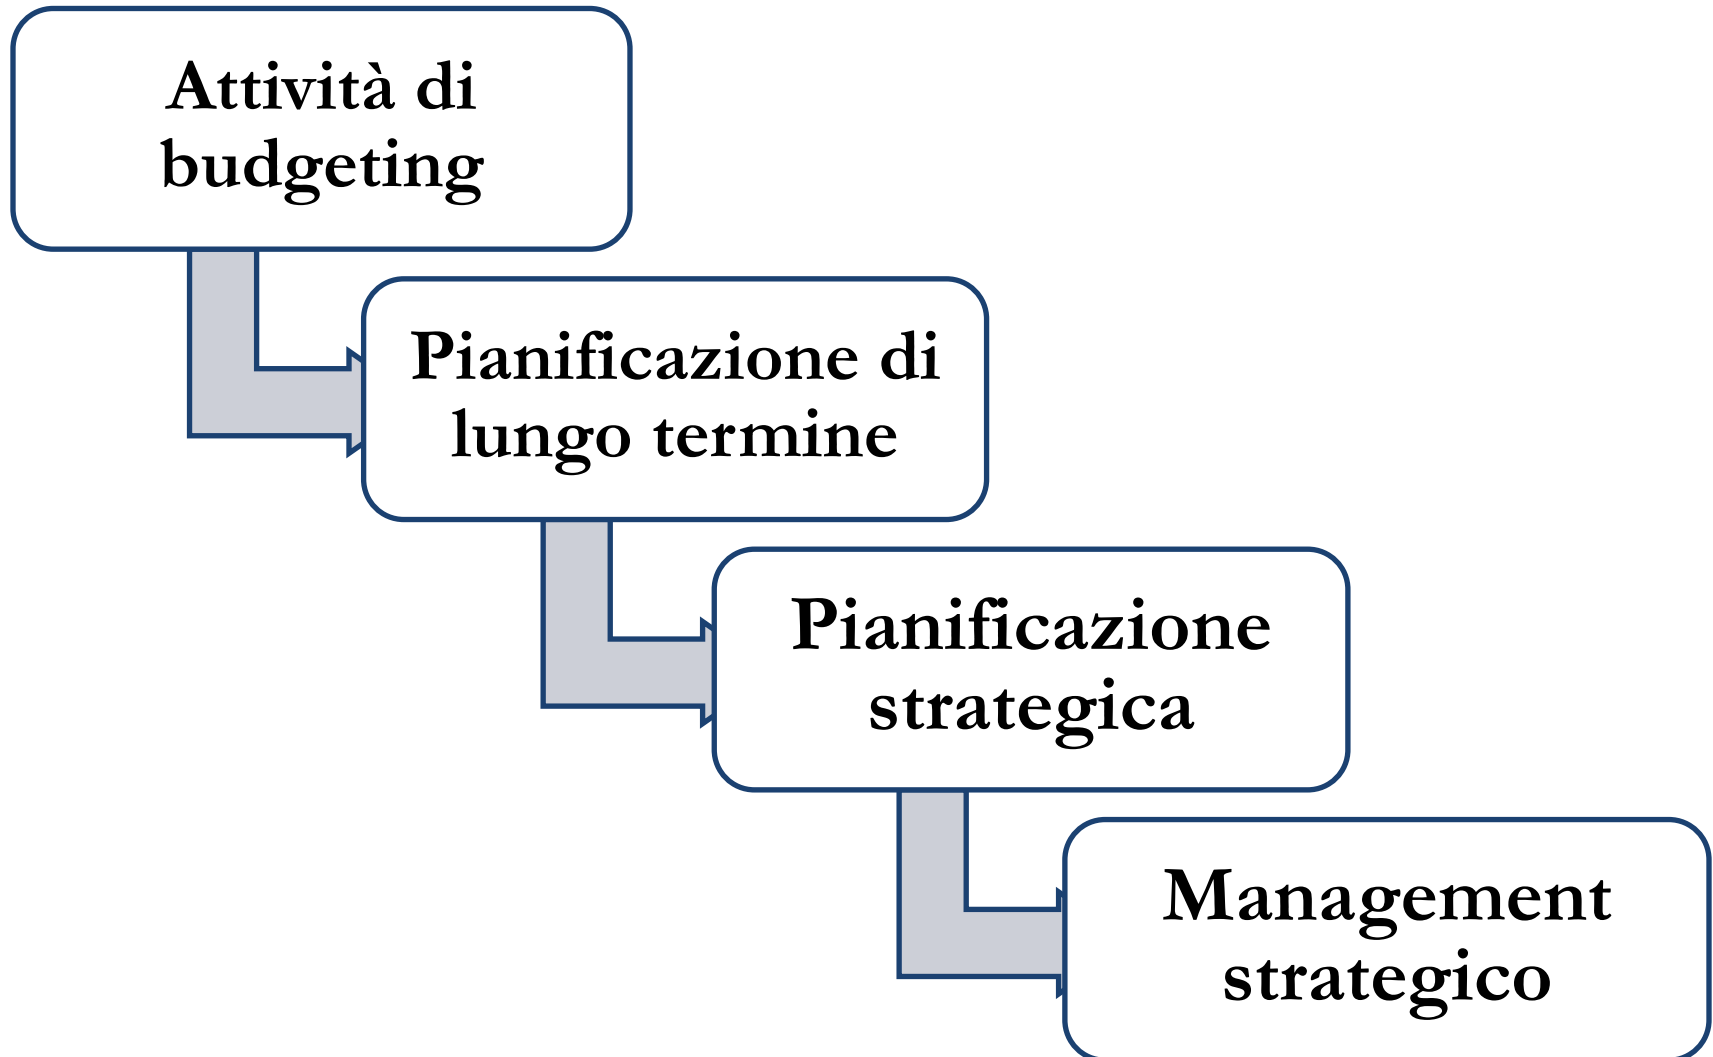 Attività di
budgeting
Pianificazione di
lungo termine
Pianificazione
strategica
Management
strategico